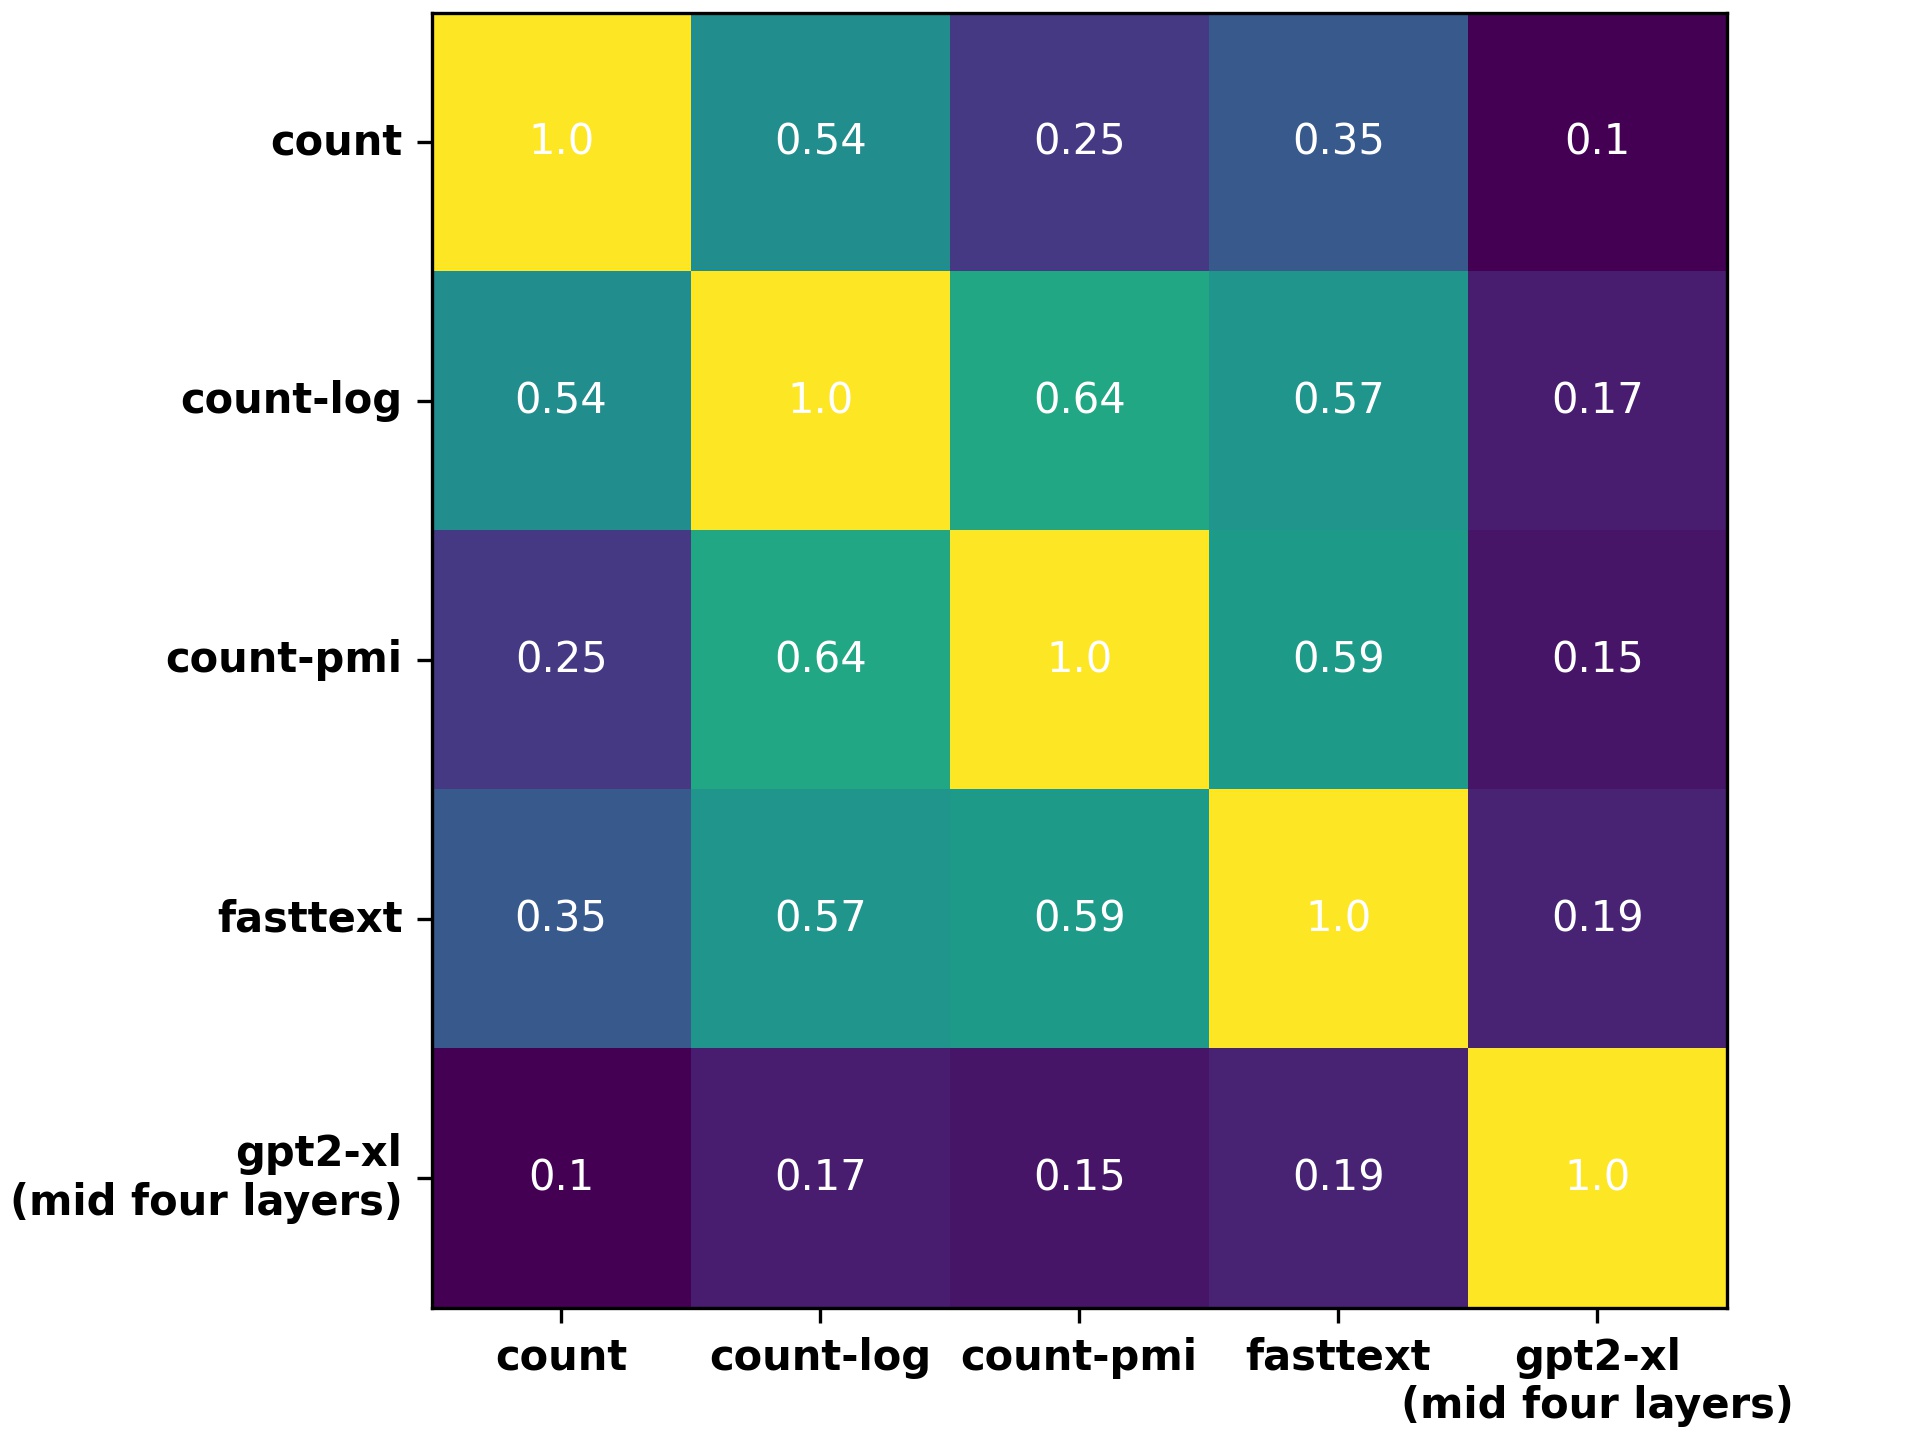 count 1.0 0.54 0.25 0.35 0.1
count-log 0.54 1.0 0.64 0.57 0.17
count-pmi 0.25 0.64 1.0 0.59 0.15
fasttext 0.35 0.57 0.59 1.0 0.19
gpt2-xl
(mid four layers) 0.1 0.17 0.15 0.19 1.0
count count-log count-pmi fasttext gpt2-xl
(mid four layers)